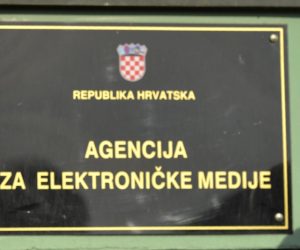 REPUBLIKA HRVATSKA
AGENCIJA
ZA ELEKTRONIČKE MEDIJE